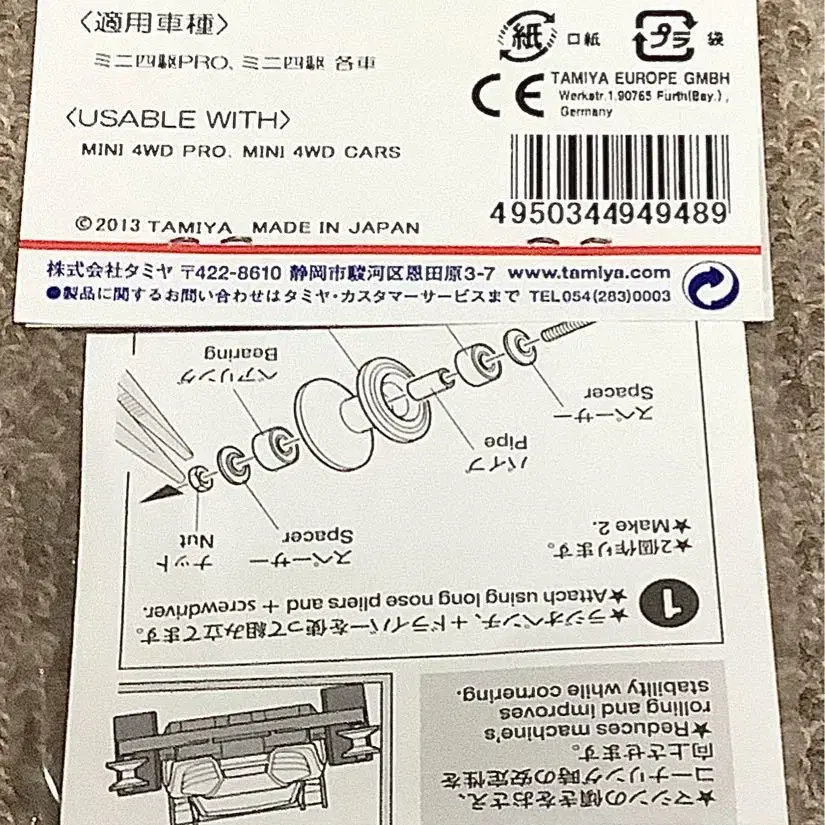 〈適用車種〉
ミニ四駆PRO、ミニ四駆 各車
〈USABLE WITH〉
MINI 4WD PRO, MINI 4WD CARS
©2013 TAMIYA MADE IN JAPAN
紙 口紙
プラ 袋
CE TAMIYA EUROPE GMBH
Werkstr.1,90765 Furth(Bay.),
Germany
4950344949489
株式会社タミヤ 〒422-8610 静岡市駿河区恩田原3-7 www.tamiya.com
●製品に関するお問い合わせはタミヤ・カスタマーサービスまで TEL054(283)0003
★マシンの傾きをおさえ、
コーナリング時の安定性を
向上させます。
★Reduces machine's
rolling and improves
stability while cornering.
1
★ラジオペンチ、+ドライバーを使って組み立てます。
★Attach using long nose pliers and + screwdriver.
★2個作ります。
★Make 2.
スペーサー
Spacer
ナット
Nut
パイプ
Pipe
スペーサー
Spacer
ベアリング
Bearing